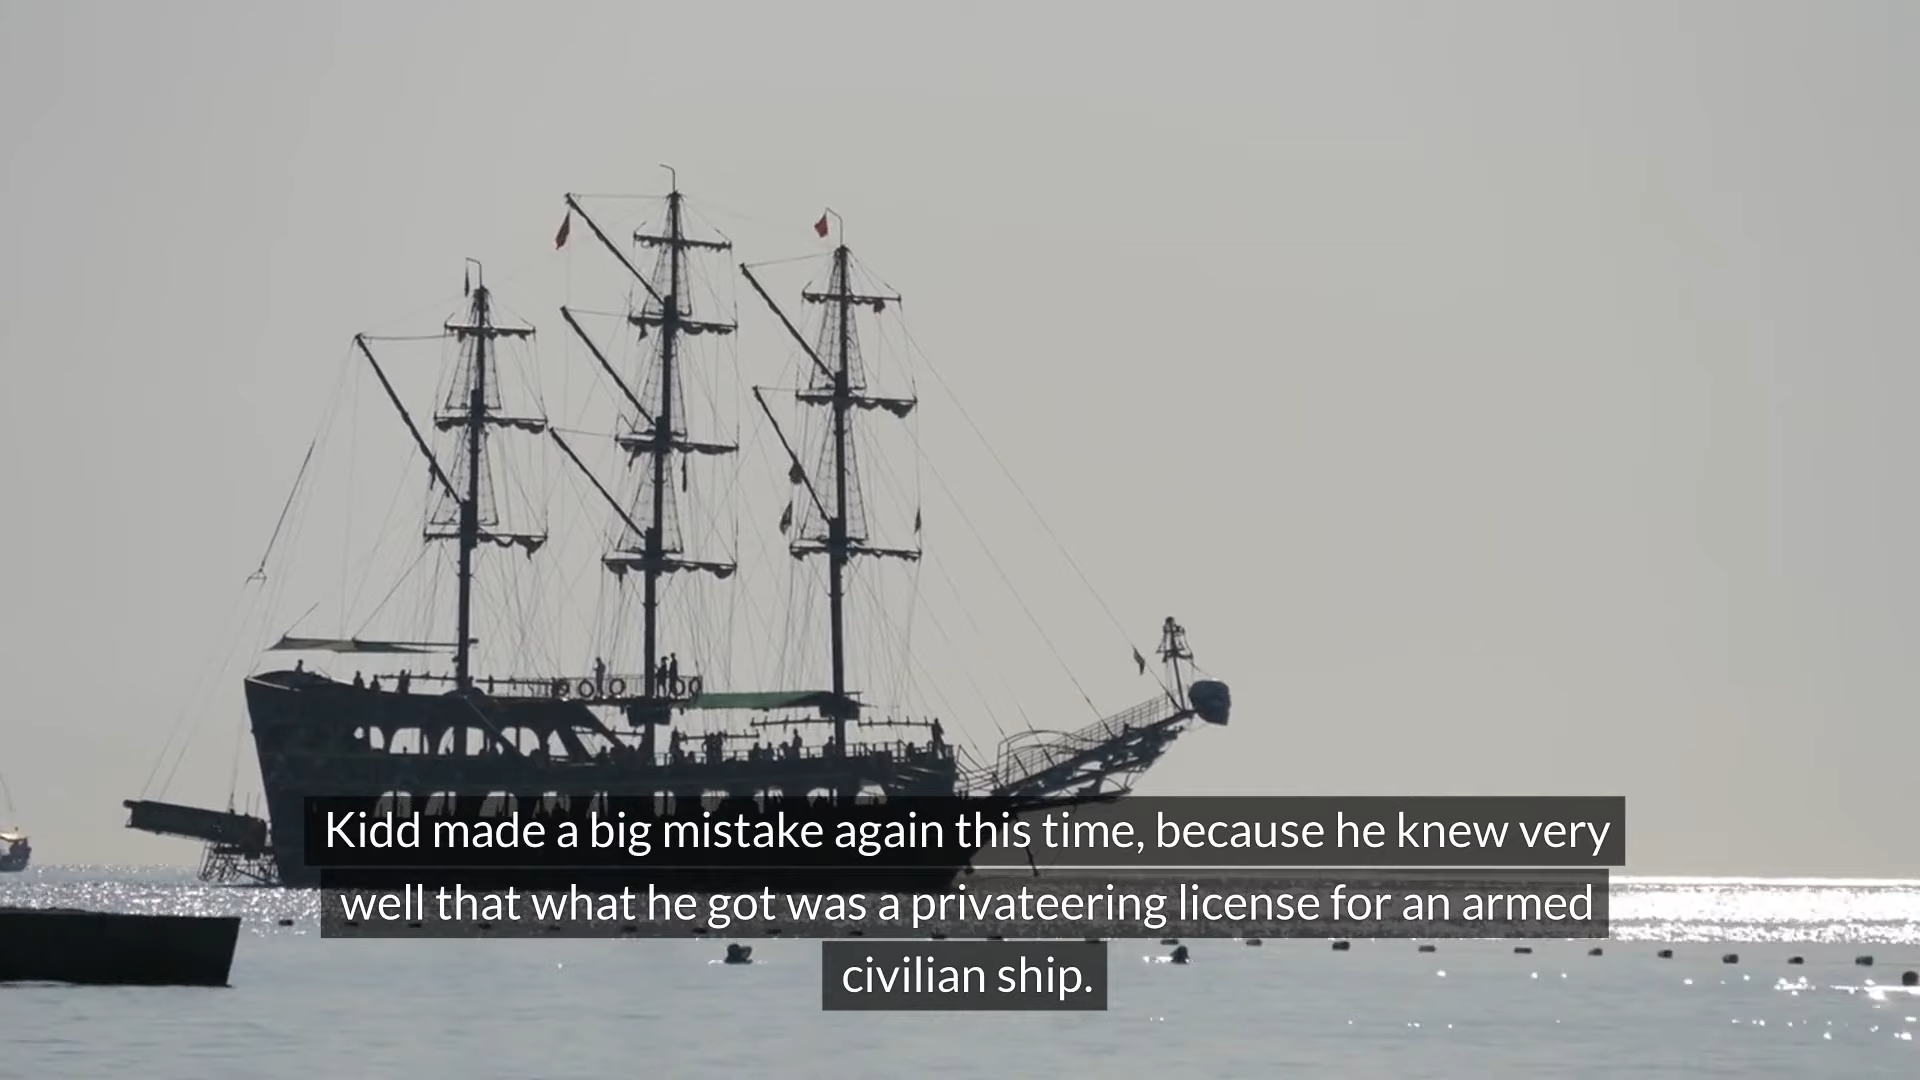 Kidd made a big mistake again this time, because he knew very
well that what he got was a privateering license for an armed
civilian ship.